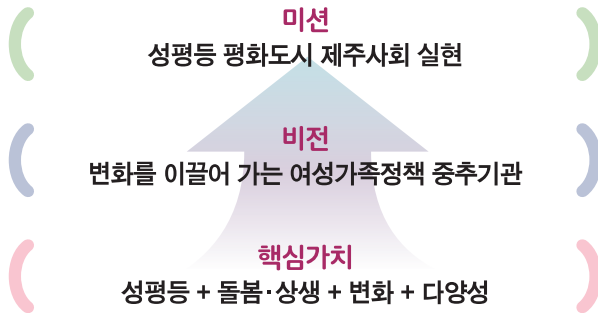 미션
성평등 평화도시 제주사회 실현
비전
변화를 이끌어 가는 여성가족정책 중추기관
핵심가치
성평등 + 돌봄·상생 + 변화 + 다양성